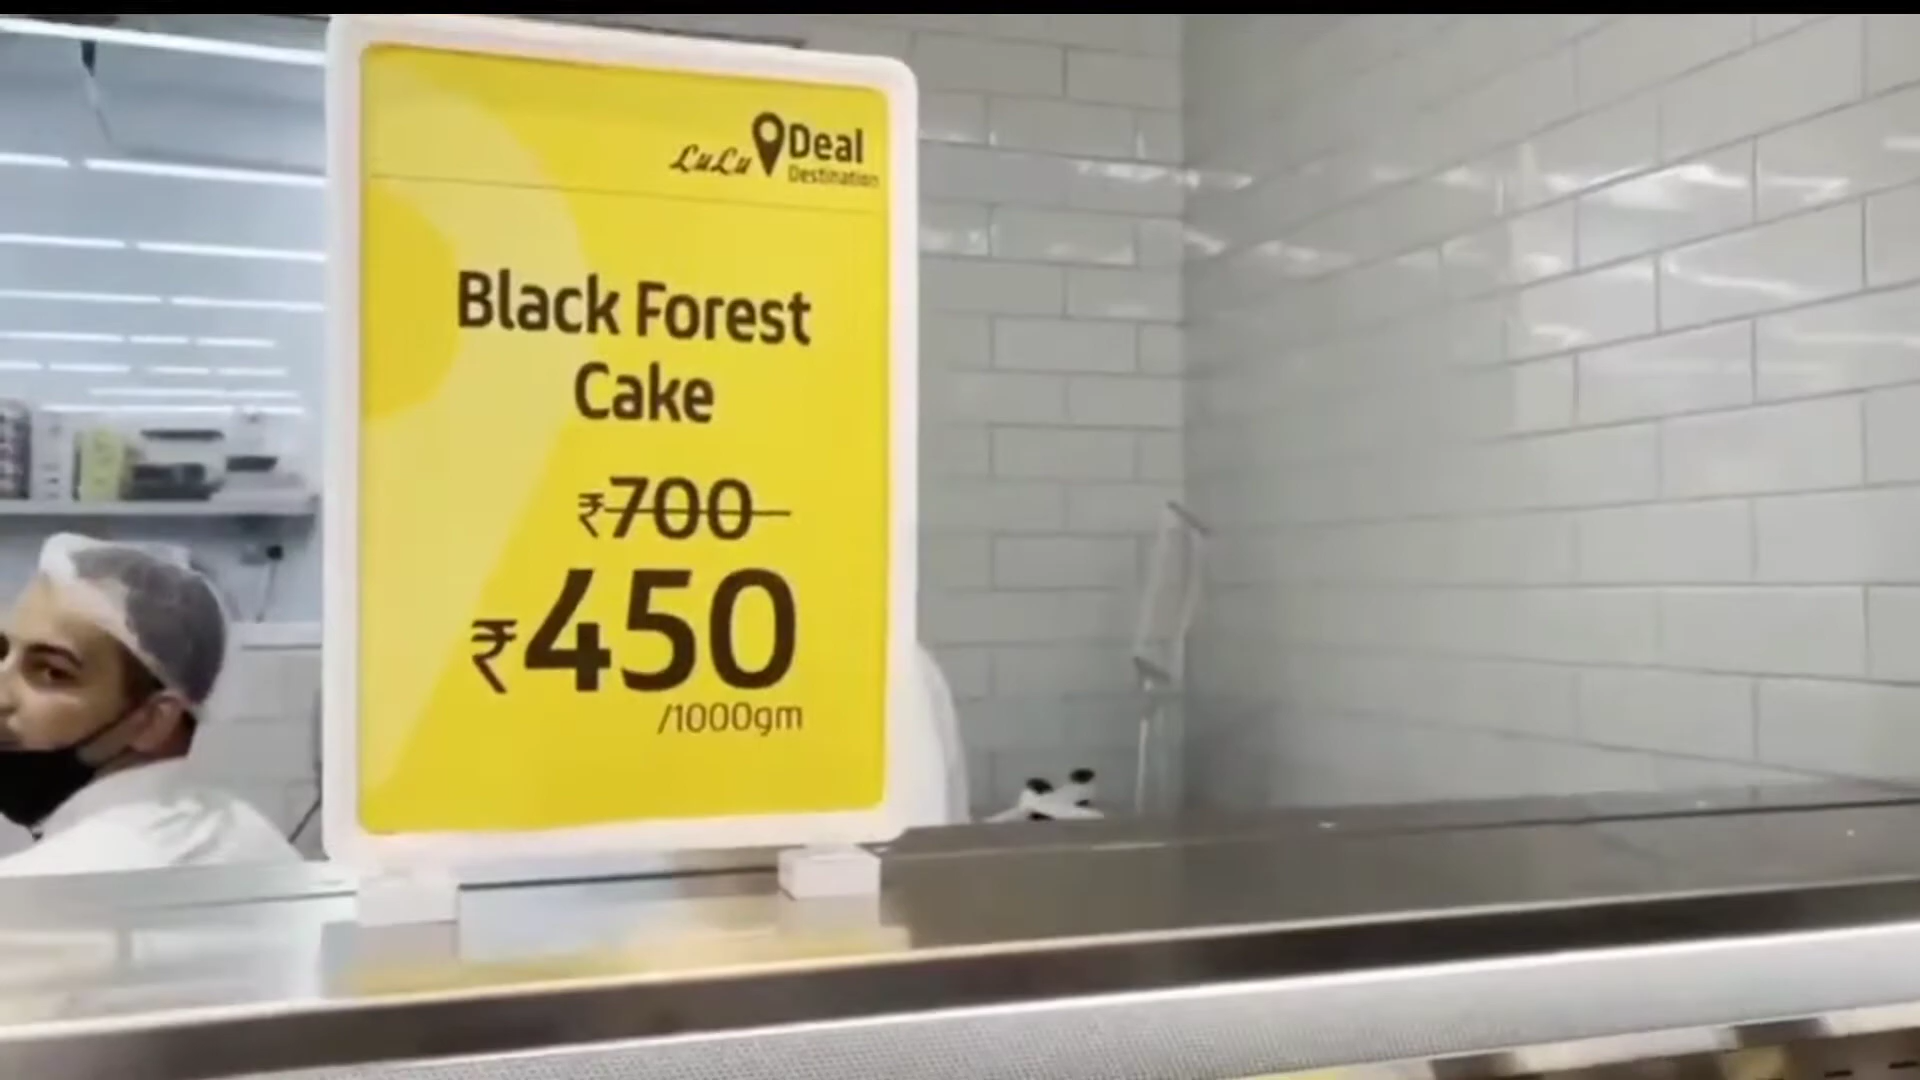 LuLu Deal
Destination
Black Forest
Cake
₹700
₹450
/1000gm